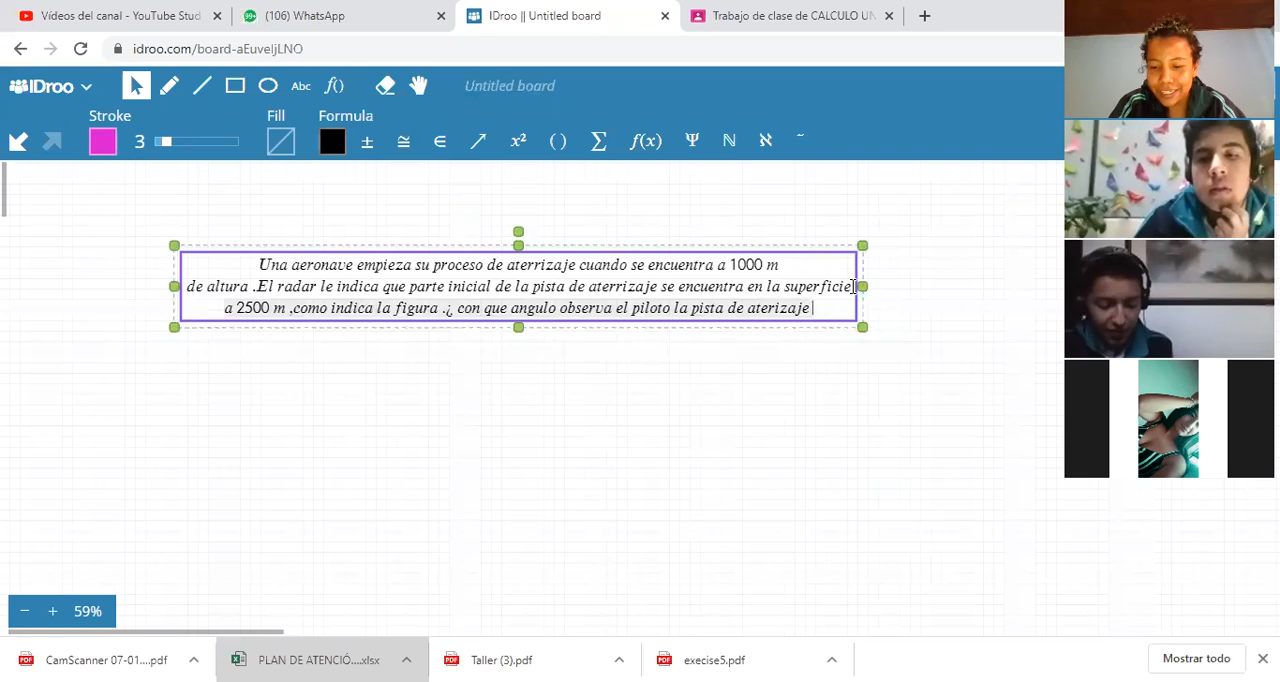 Vídeos del canal - YouTube Stud
(106) WhatsApp
IDroo || Untitled board
Trabajo de clase de CALCULO UN
idroo.com/board-aEuveIjLNO
IDroo
Abc
f()
Untitled board
Stroke
Fill
Formula
3
± ≅ ∈ x² ( ) ∑ f(x) Ψ ℕ ℵ ~
Una aeronave empieza su proceso de aterrizaje cuando se encuentra a 1000 m
de altura .El radar le indica que parte inicial de la pista de aterrizaje se encuentra en la superficie
a 2500 m ,como indica la figura .¿ con que angulo observa el piloto la pista de aterizaje
− + 59%
CamScanner 07-01....pdf
PLAN DE ATENCIÓ....xlsx
Taller (3).pdf
execise5.pdf
Mostrar todo